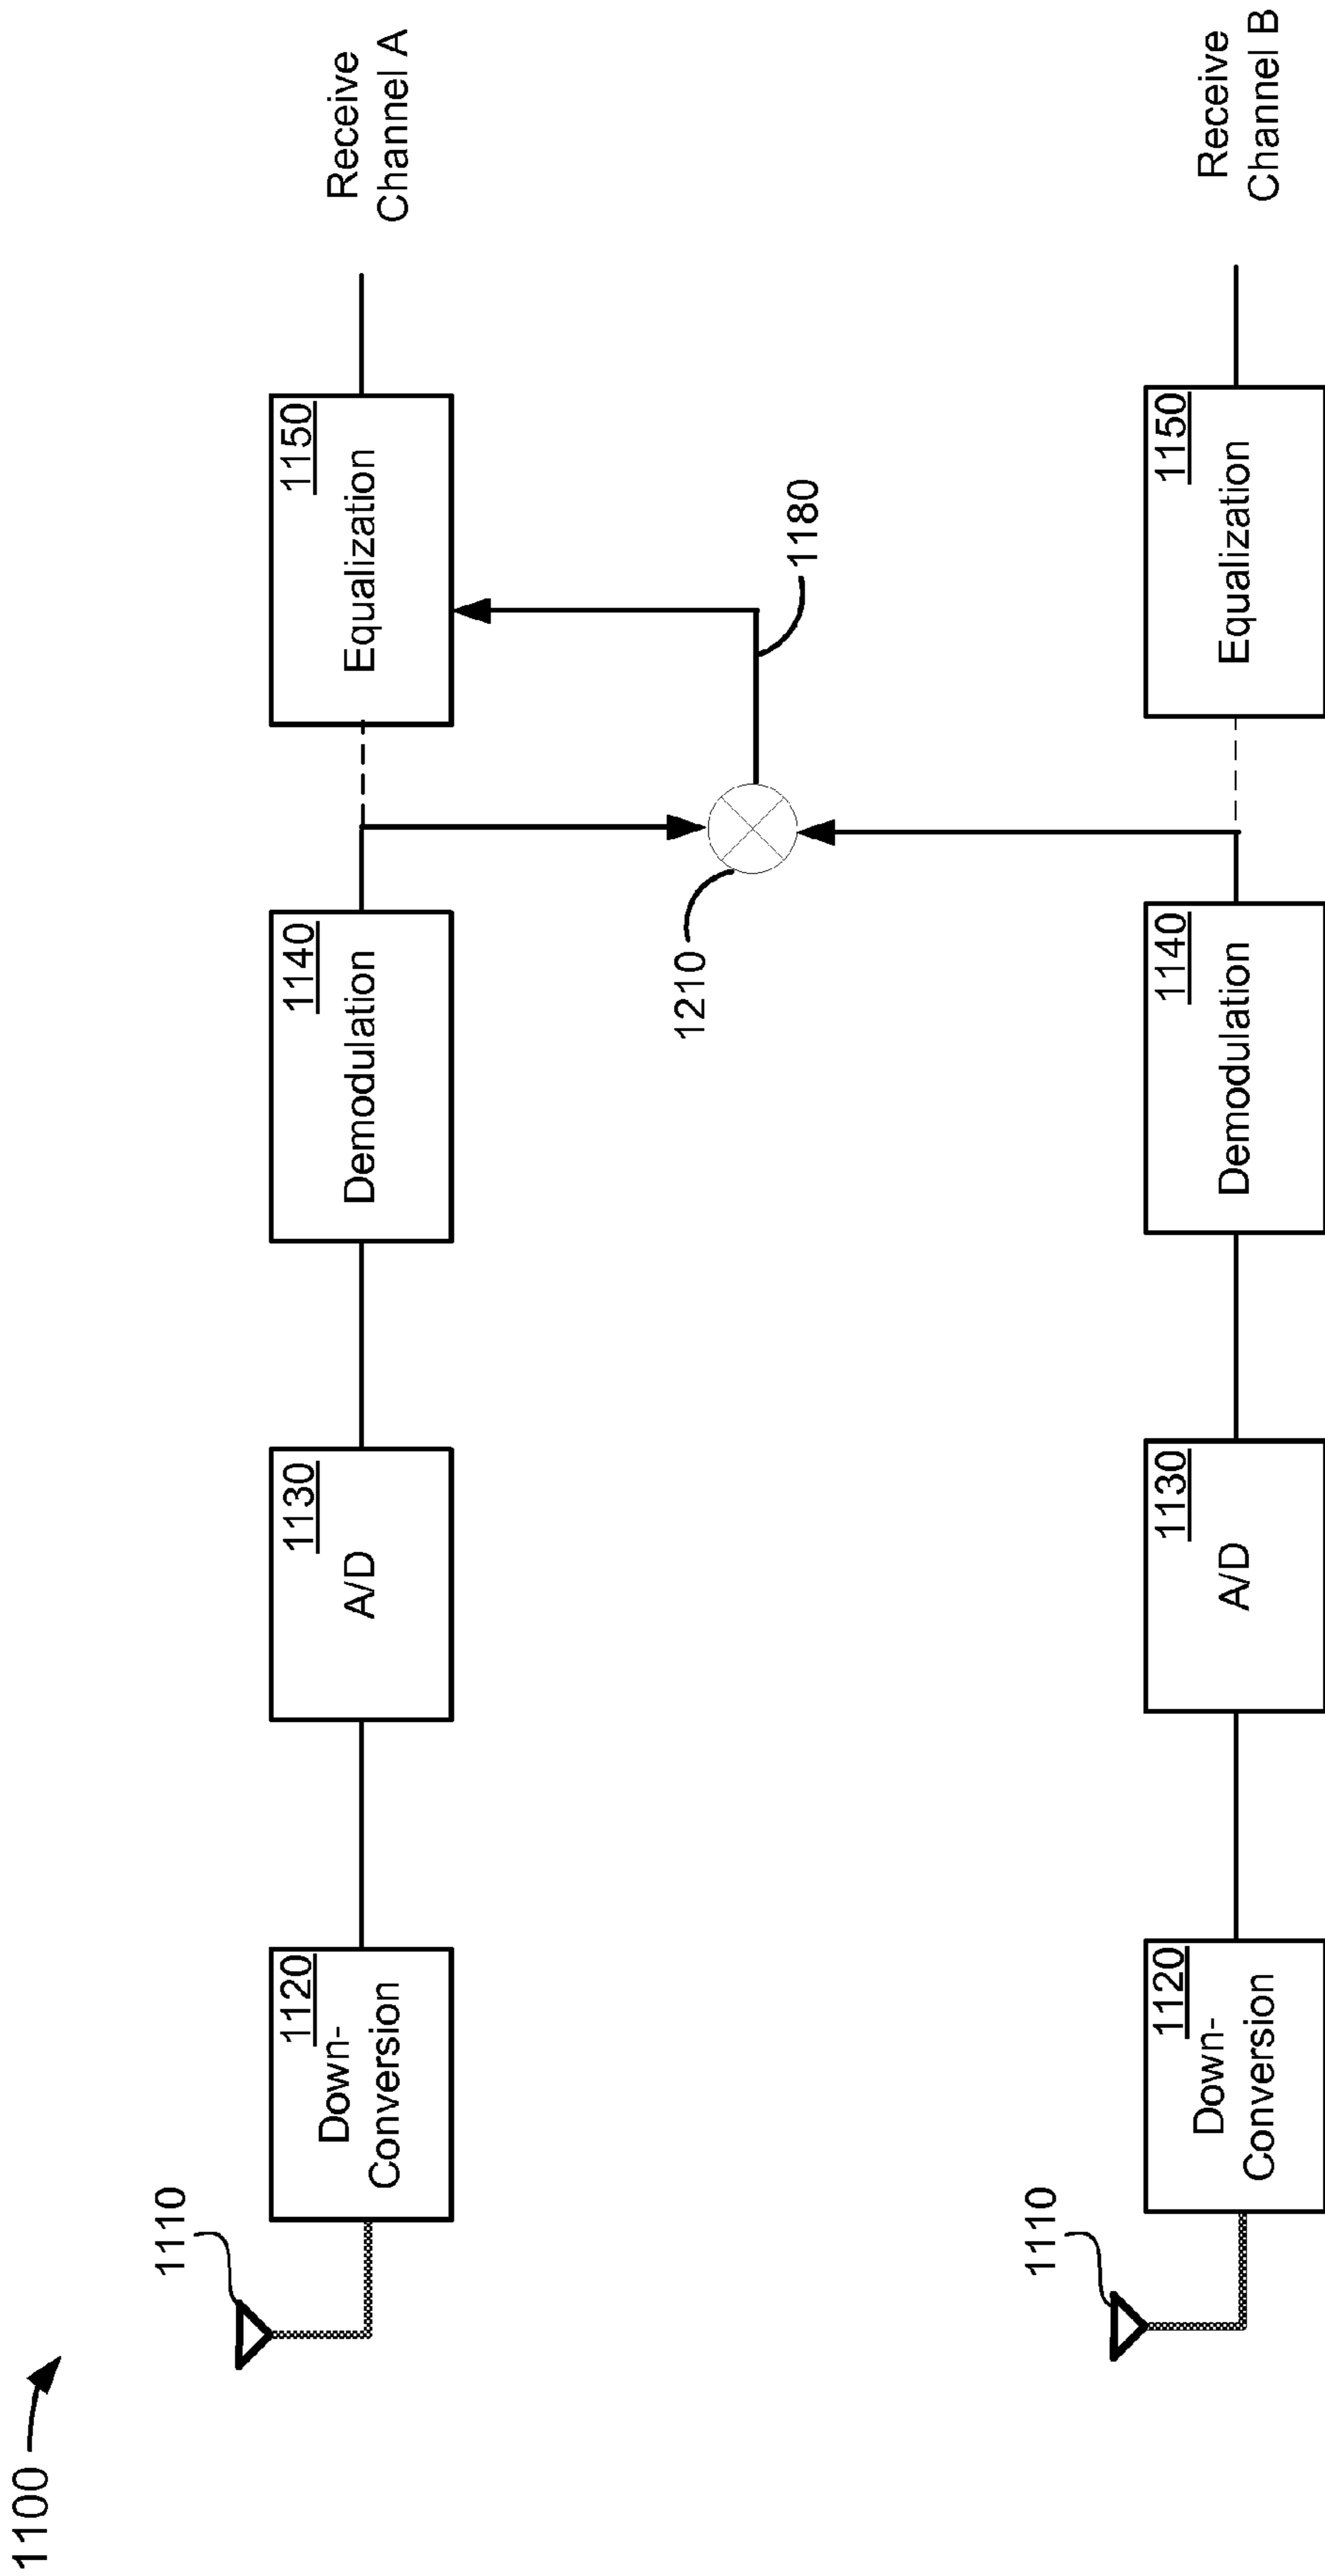 1100
1110
1120
Down-
Conversion
1130
A/D
1140
Demodulation
1150
Equalization
Receive
Channel A
1210
1180
1110
1120
Down-
Conversion
1130
A/D
1140
Demodulation
1150
Equalization
Receive
Channel B